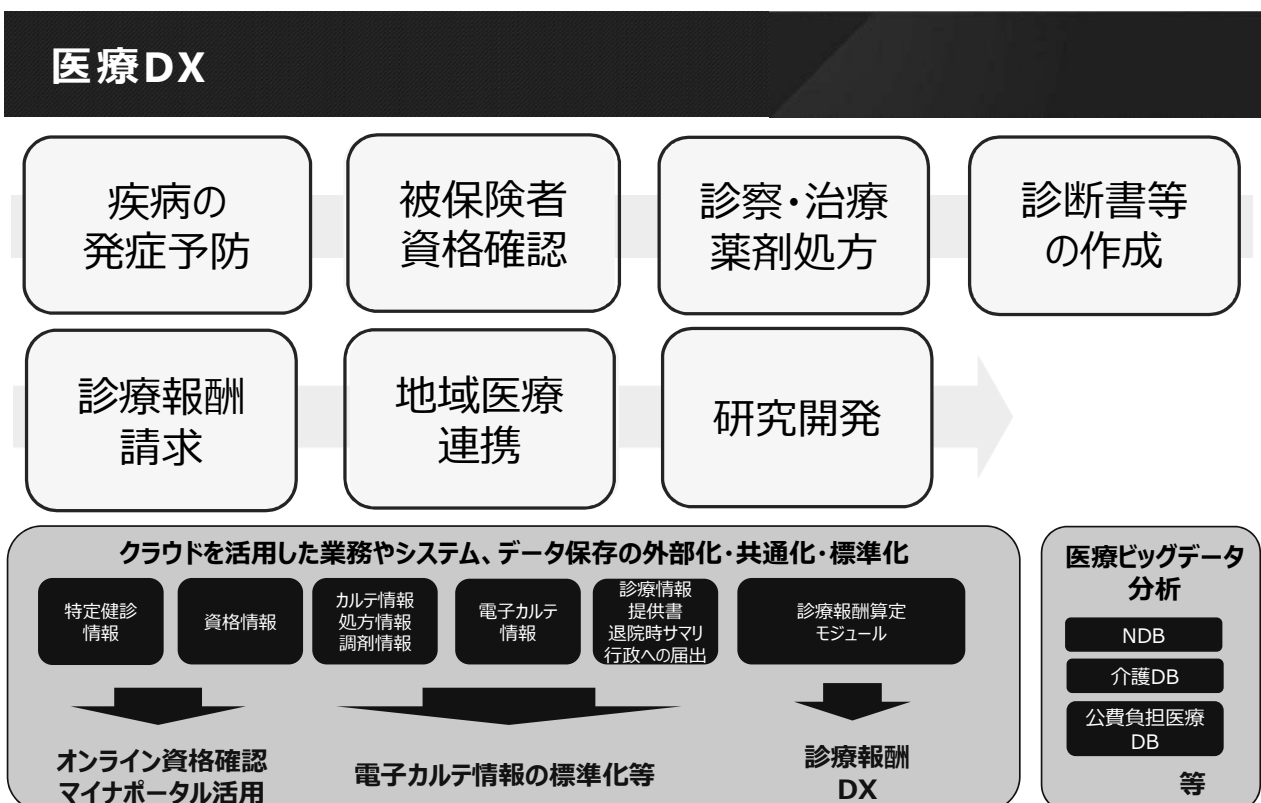 医療DX
疾病の
発症予防
被保険者
資格確認
診察・治療
薬剤処方
診断書等
の作成
診療報酬
請求
地域医療
連携
研究開発
クラウドを活用した業務やシステム、データ保存の外部化・共通化・標準化
特定健診
情報
資格情報
カルテ情報
処方情報
調剤情報
電子カルテ
情報
診療情報
提供書
退院時サマリ
行政への届出
診療報酬算定
モジュール
オンライン資格確認
マイナポータル活用
電子カルテ情報の標準化等
診療報酬
DX
医療ビッグデータ
分析
NDB
介護DB
公費負担医療
DB
等